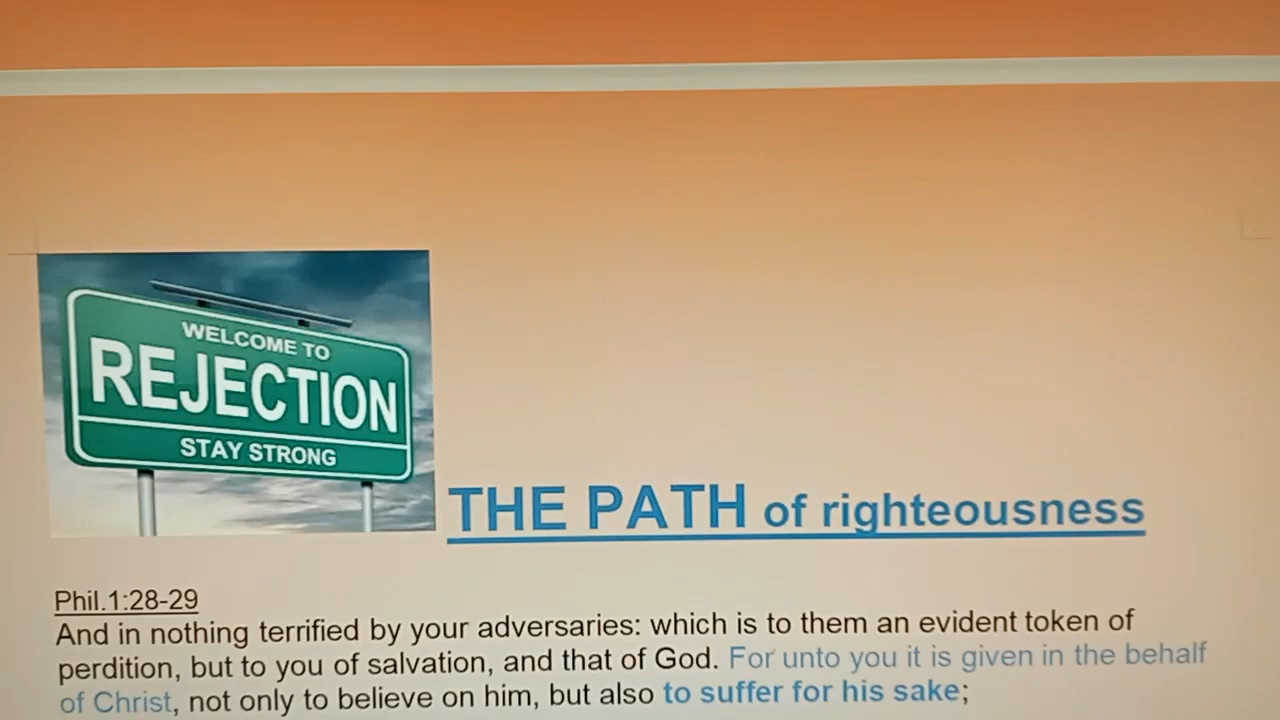 WELCOME TO
REJECTION
STAY STRONG
THE PATH of righteousness
Phil.1:28-29
And in nothing terrified by your adversaries: which is to them an evident token of
perdition, but to you of salvation, and that of God. For unto you it is given in the behalf
of Christ, not only to believe on him, but also to suffer for his sake;